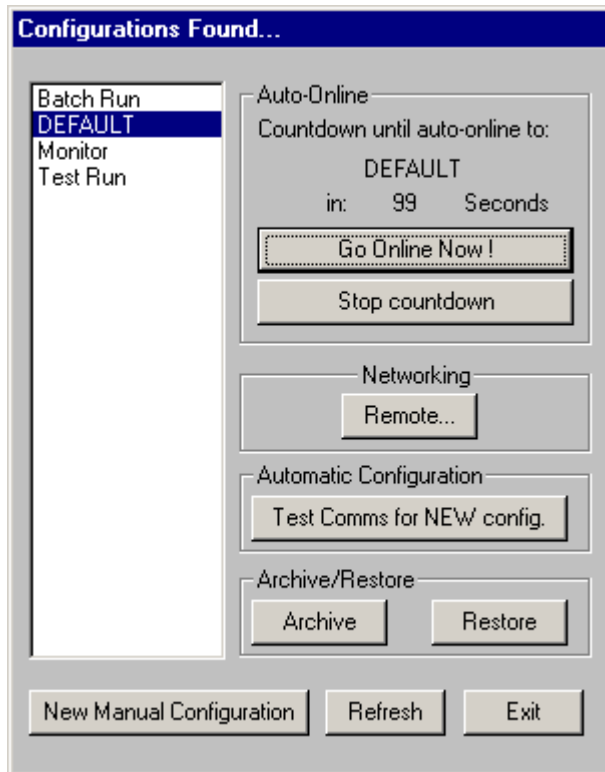 Configurations Found...
Batch Run
DEFAULT
Monitor
Test Run
Auto-Online
Countdown until auto-online to:
DEFAULT
in: 99 Seconds
Go Online Now !
Stop countdown
Networking
Remote...
Automatic Configuration
Test Comms for NEW config.
Archive/Restore
Archive Restore
New Manual Configuration Refresh Exit